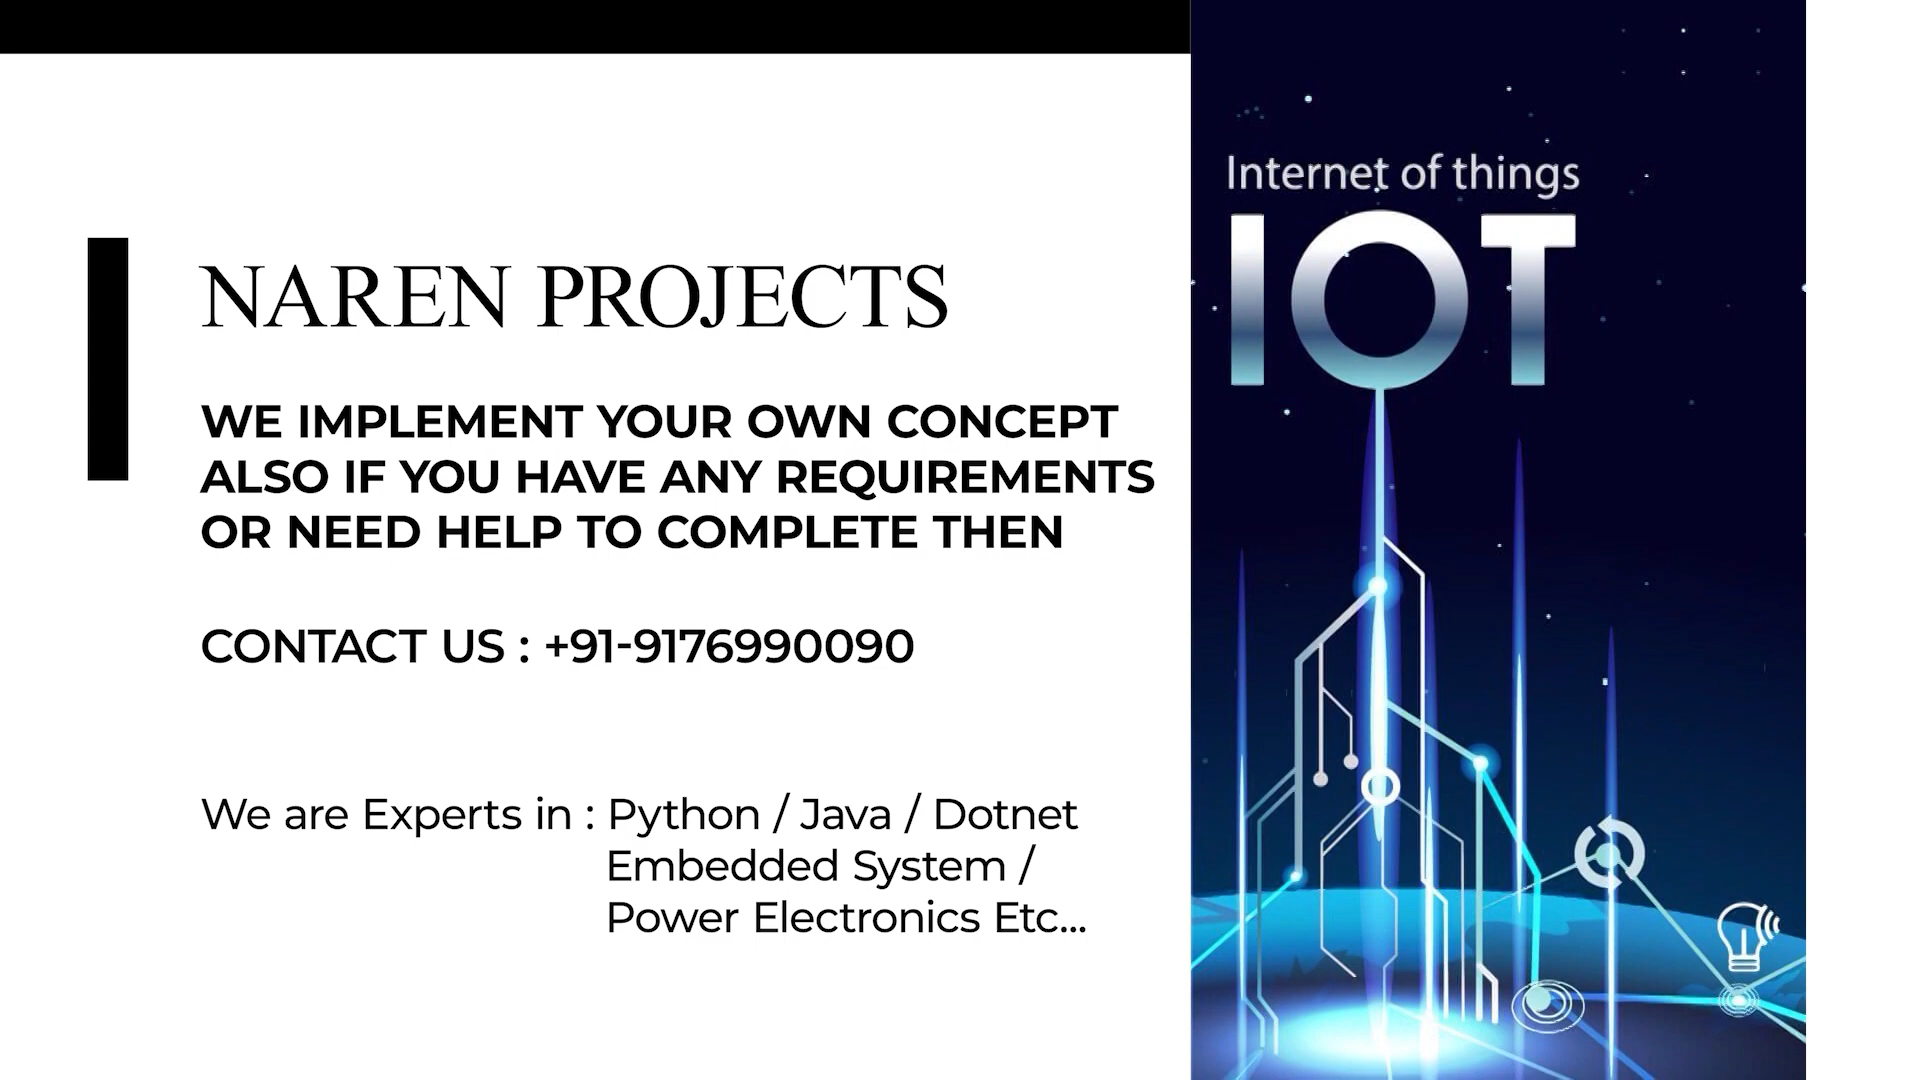 NAREN PROJECTS
WE IMPLEMENT YOUR OWN CONCEPT
ALSO IF YOU HAVE ANY REQUIREMENTS
OR NEED HELP TO COMPLETE THEN
CONTACT US : +91-9176990090
We are Experts in : Python / Java / Dotnet
Embedded System /
Power Electronics Etc...
Internet of things
IOT